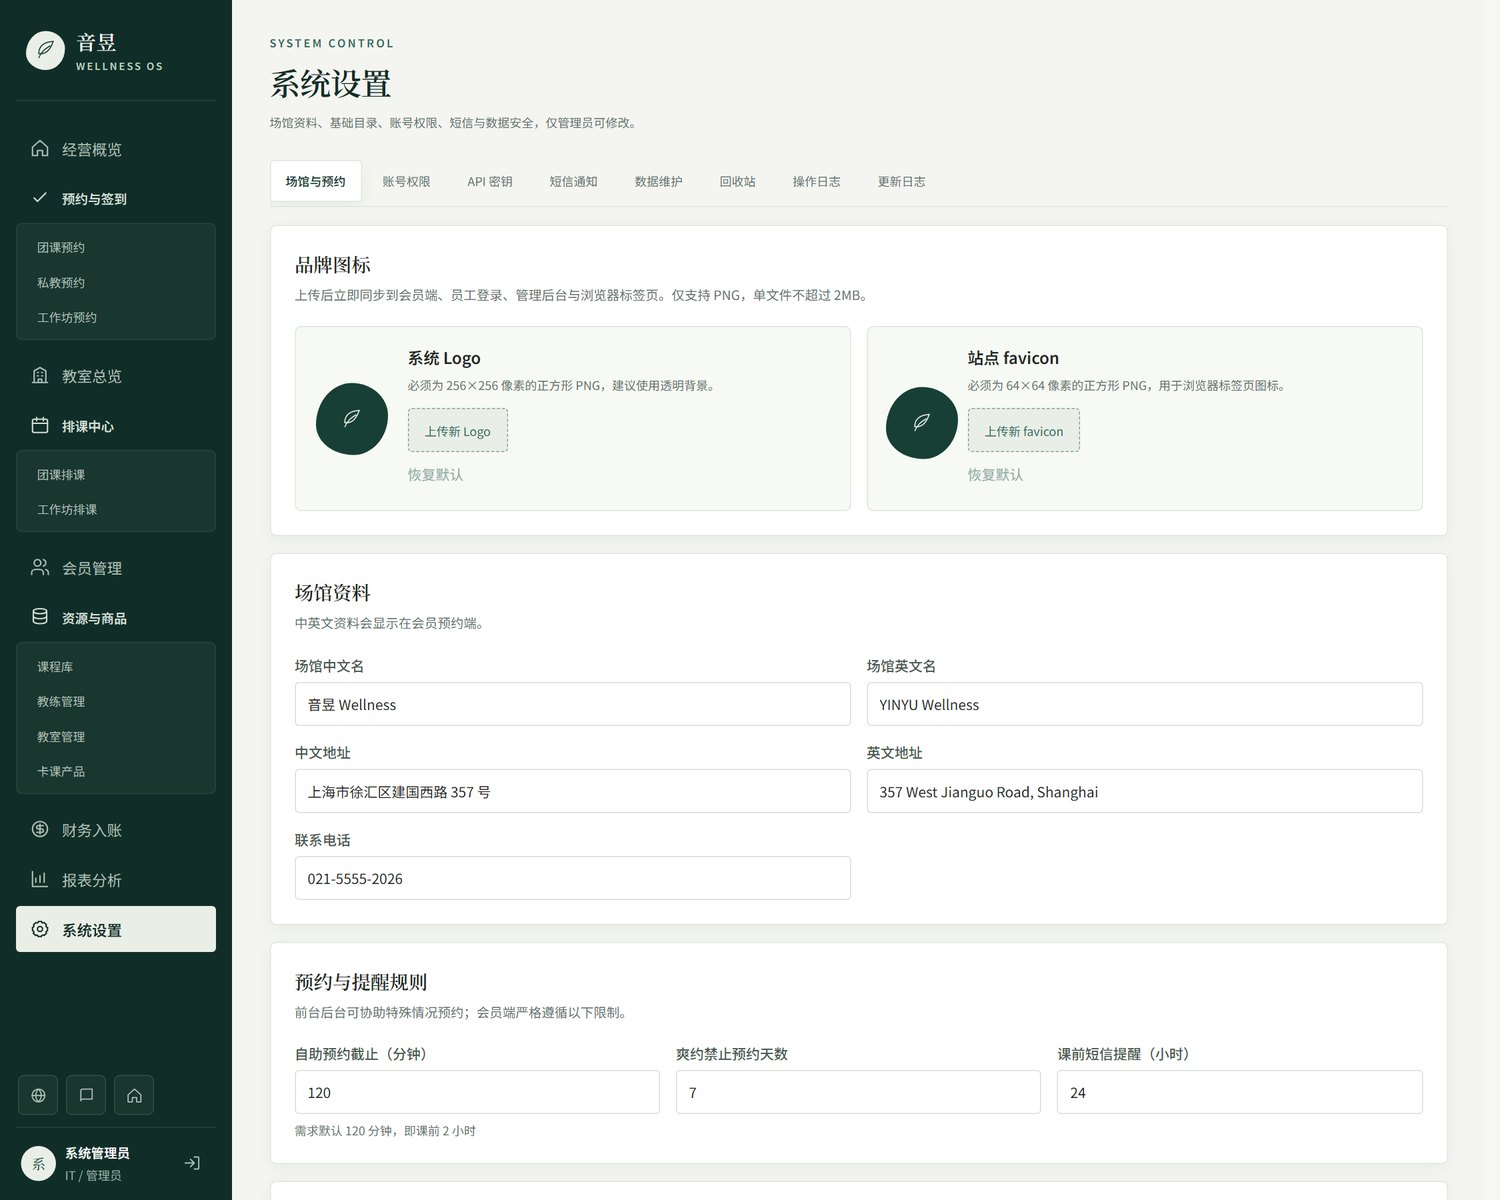 音昱
WELLNESS OS
经营概览
预约与签到
团课预约
私教预约
工作坊预约
教室总览
排课中心
团课排课
工作坊排课
会员管理
资源与商品
课程库
教练管理
教室管理
卡课产品
财务入账
报表分析
系统设置
系
系统管理员
IT / 管理员
SYSTEM CONTROL
系统设置
场馆资料、基础目录、账号权限、短信与数据安全，仅管理员可修改。
场馆与预约
账号权限
API 密钥
短信通知
数据维护
回收站
操作日志
更新日志
品牌图标
上传后立即同步到会员端、员工登录、管理后台与浏览器标签页。仅支持 PNG，单文件不超过 2MB。
系统 Logo
必须为 256×256 像素的正方形 PNG，建议使用透明背景。
上传新 Logo
恢复默认
站点 favicon
必须为 64×64 像素的正方形 PNG，用于浏览器标签页图标。
上传新 favicon
恢复默认
场馆资料
中英文资料会显示在会员预约端。
场馆中文名
音昱 Wellness
场馆英文名
YINYU Wellness
中文地址
上海市徐汇区建国西路 357 号
英文地址
357 West Jianguo Road, Shanghai
联系电话
021-5555-2026
预约与提醒规则
前台后台可协助特殊情况预约；会员端严格遵循以下限制。
自助预约截止（分钟）
120
需求默认 120 分钟，即课前 2 小时
爽约禁止预约天数
7
课前短信提醒（小时）
24